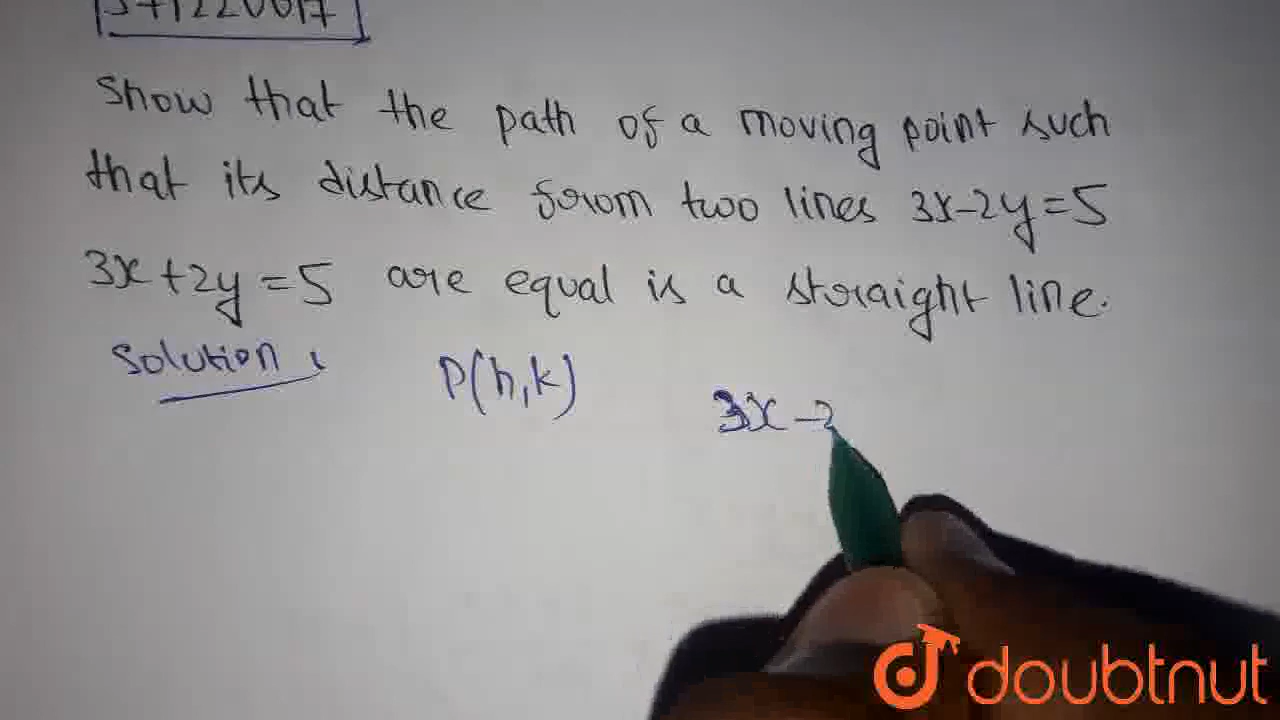 Show that the path of a moving point such
that its distance from two lines 3x-2y=5
3x+2y=5 are equal is a straight line.
Solution:
P(h,k) 3x-2
doubtnut